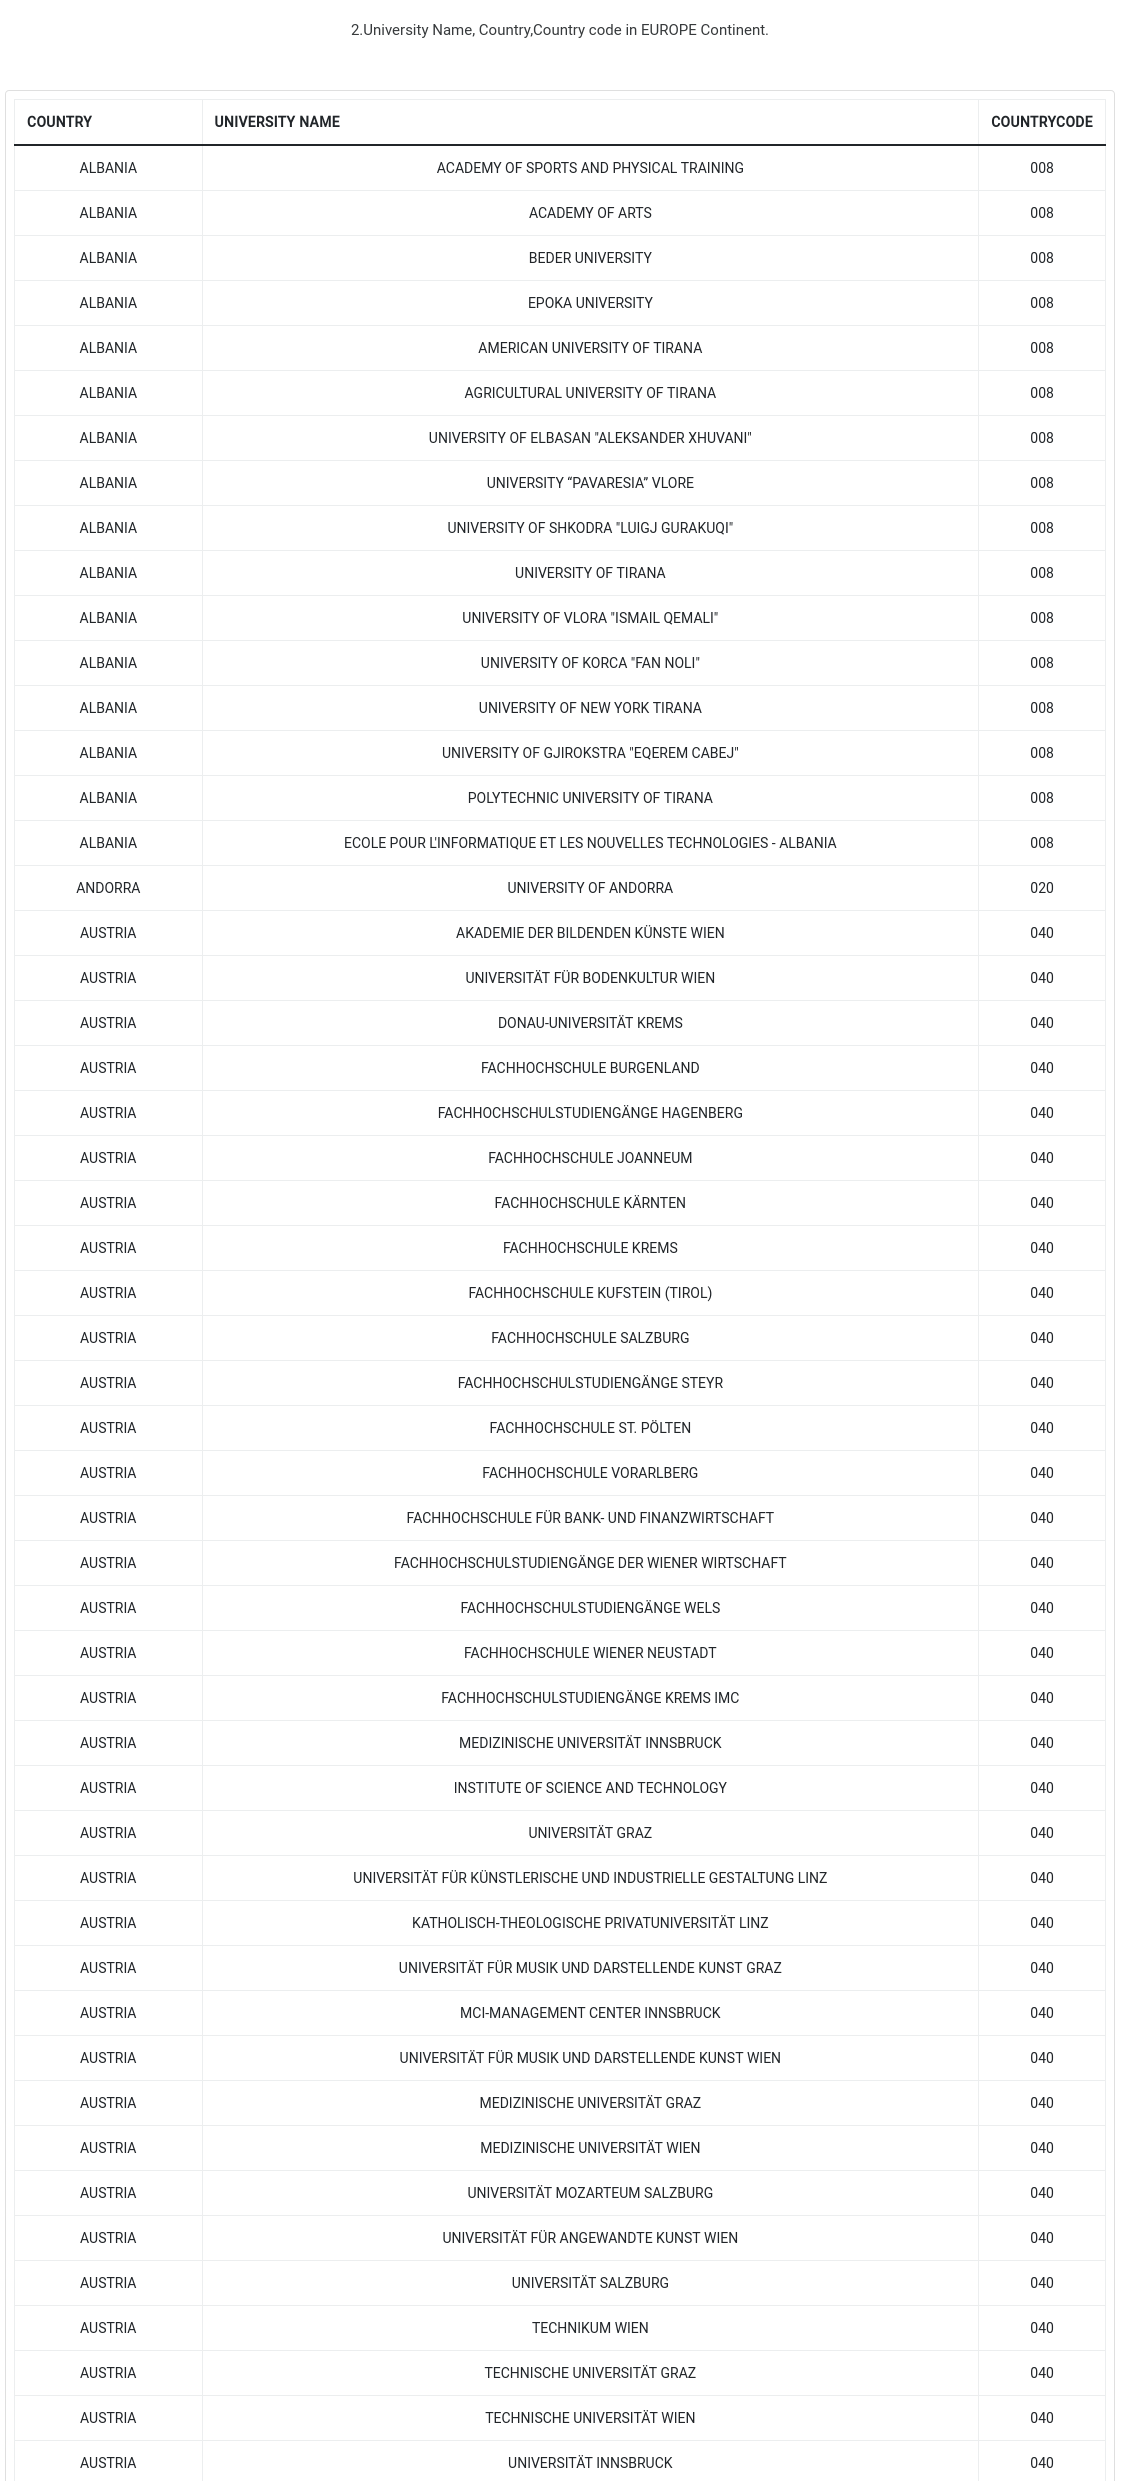 2.University Name, Country,Country code in EUROPE Continent.
COUNTRY UNIVERSITY NAME COUNTRYCODE
ALBANIA ACADEMY OF SPORTS AND PHYSICAL TRAINING 008
ALBANIA ACADEMY OF ARTS 008
ALBANIA BEDER UNIVERSITY 008
ALBANIA EPOKA UNIVERSITY 008
ALBANIA AMERICAN UNIVERSITY OF TIRANA 008
ALBANIA AGRICULTURAL UNIVERSITY OF TIRANA 008
ALBANIA UNIVERSITY OF ELBASAN "ALEKSANDER XHUVANI" 008
ALBANIA UNIVERSITY “PAVARESIA” VLORE 008
ALBANIA UNIVERSITY OF SHKODRA "LUIGJ GURAKUQI" 008
ALBANIA UNIVERSITY OF TIRANA 008
ALBANIA UNIVERSITY OF VLORA "ISMAIL QEMALI" 008
ALBANIA UNIVERSITY OF KORCA "FAN NOLI" 008
ALBANIA UNIVERSITY OF NEW YORK TIRANA 008
ALBANIA UNIVERSITY OF GJIROKSTRA "EQEREM CABEJ" 008
ALBANIA POLYTECHNIC UNIVERSITY OF TIRANA 008
ALBANIA ECOLE POUR L'INFORMATIQUE ET LES NOUVELLES TECHNOLOGIES - ALBANIA 008
ANDORRA UNIVERSITY OF ANDORRA 020
AUSTRIA AKADEMIE DER BILDENDEN KÜNSTE WIEN 040
AUSTRIA UNIVERSITÄT FÜR BODENKULTUR WIEN 040
AUSTRIA DONAU-UNIVERSITÄT KREMS 040
AUSTRIA FACHHOCHSCHULE BURGENLAND 040
AUSTRIA FACHHOCHSCHULSTUDIENGÄNGE HAGENBERG 040
AUSTRIA FACHHOCHSCHULE JOANNEUM 040
AUSTRIA FACHHOCHSCHULE KÄRNTEN 040
AUSTRIA FACHHOCHSCHULE KREMS 040
AUSTRIA FACHHOCHSCHULE KUFSTEIN (TIROL) 040
AUSTRIA FACHHOCHSCHULE SALZBURG 040
AUSTRIA FACHHOCHSCHULSTUDIENGÄNGE STEYR 040
AUSTRIA FACHHOCHSCHULE ST. PÖLTEN 040
AUSTRIA FACHHOCHSCHULE VORARLBERG 040
AUSTRIA FACHHOCHSCHULE FÜR BANK- UND FINANZWIRTSCHAFT 040
AUSTRIA FACHHOCHSCHULSTUDIENGÄNGE DER WIENER WIRTSCHAFT 040
AUSTRIA FACHHOCHSCHULSTUDIENGÄNGE WELS 040
AUSTRIA FACHHOCHSCHULE WIENER NEUSTADT 040
AUSTRIA FACHHOCHSCHULSTUDIENGÄNGE KREMS IMC 040
AUSTRIA MEDIZINISCHE UNIVERSITÄT INNSBRUCK 040
AUSTRIA INSTITUTE OF SCIENCE AND TECHNOLOGY 040
AUSTRIA UNIVERSITÄT GRAZ 040
AUSTRIA UNIVERSITÄT FÜR KÜNSTLERISCHE UND INDUSTRIELLE GESTALTUNG LINZ 040
AUSTRIA KATHOLISCH-THEOLOGISCHE PRIVATUNIVERSITÄT LINZ 040
AUSTRIA UNIVERSITÄT FÜR MUSIK UND DARSTELLENDE KUNST GRAZ 040
AUSTRIA MCI-MANAGEMENT CENTER INNSBRUCK 040
AUSTRIA UNIVERSITÄT FÜR MUSIK UND DARSTELLENDE KUNST WIEN 040
AUSTRIA MEDIZINISCHE UNIVERSITÄT GRAZ 040
AUSTRIA MEDIZINISCHE UNIVERSITÄT WIEN 040
AUSTRIA UNIVERSITÄT MOZARTEUM SALZBURG 040
AUSTRIA UNIVERSITÄT FÜR ANGEWANDTE KUNST WIEN 040
AUSTRIA UNIVERSITÄT SALZBURG 040
AUSTRIA TECHNIKUM WIEN 040
AUSTRIA TECHNISCHE UNIVERSITÄT GRAZ 040
AUSTRIA TECHNISCHE UNIVERSITÄT WIEN 040
AUSTRIA UNIVERSITÄT INNSBRUCK 040